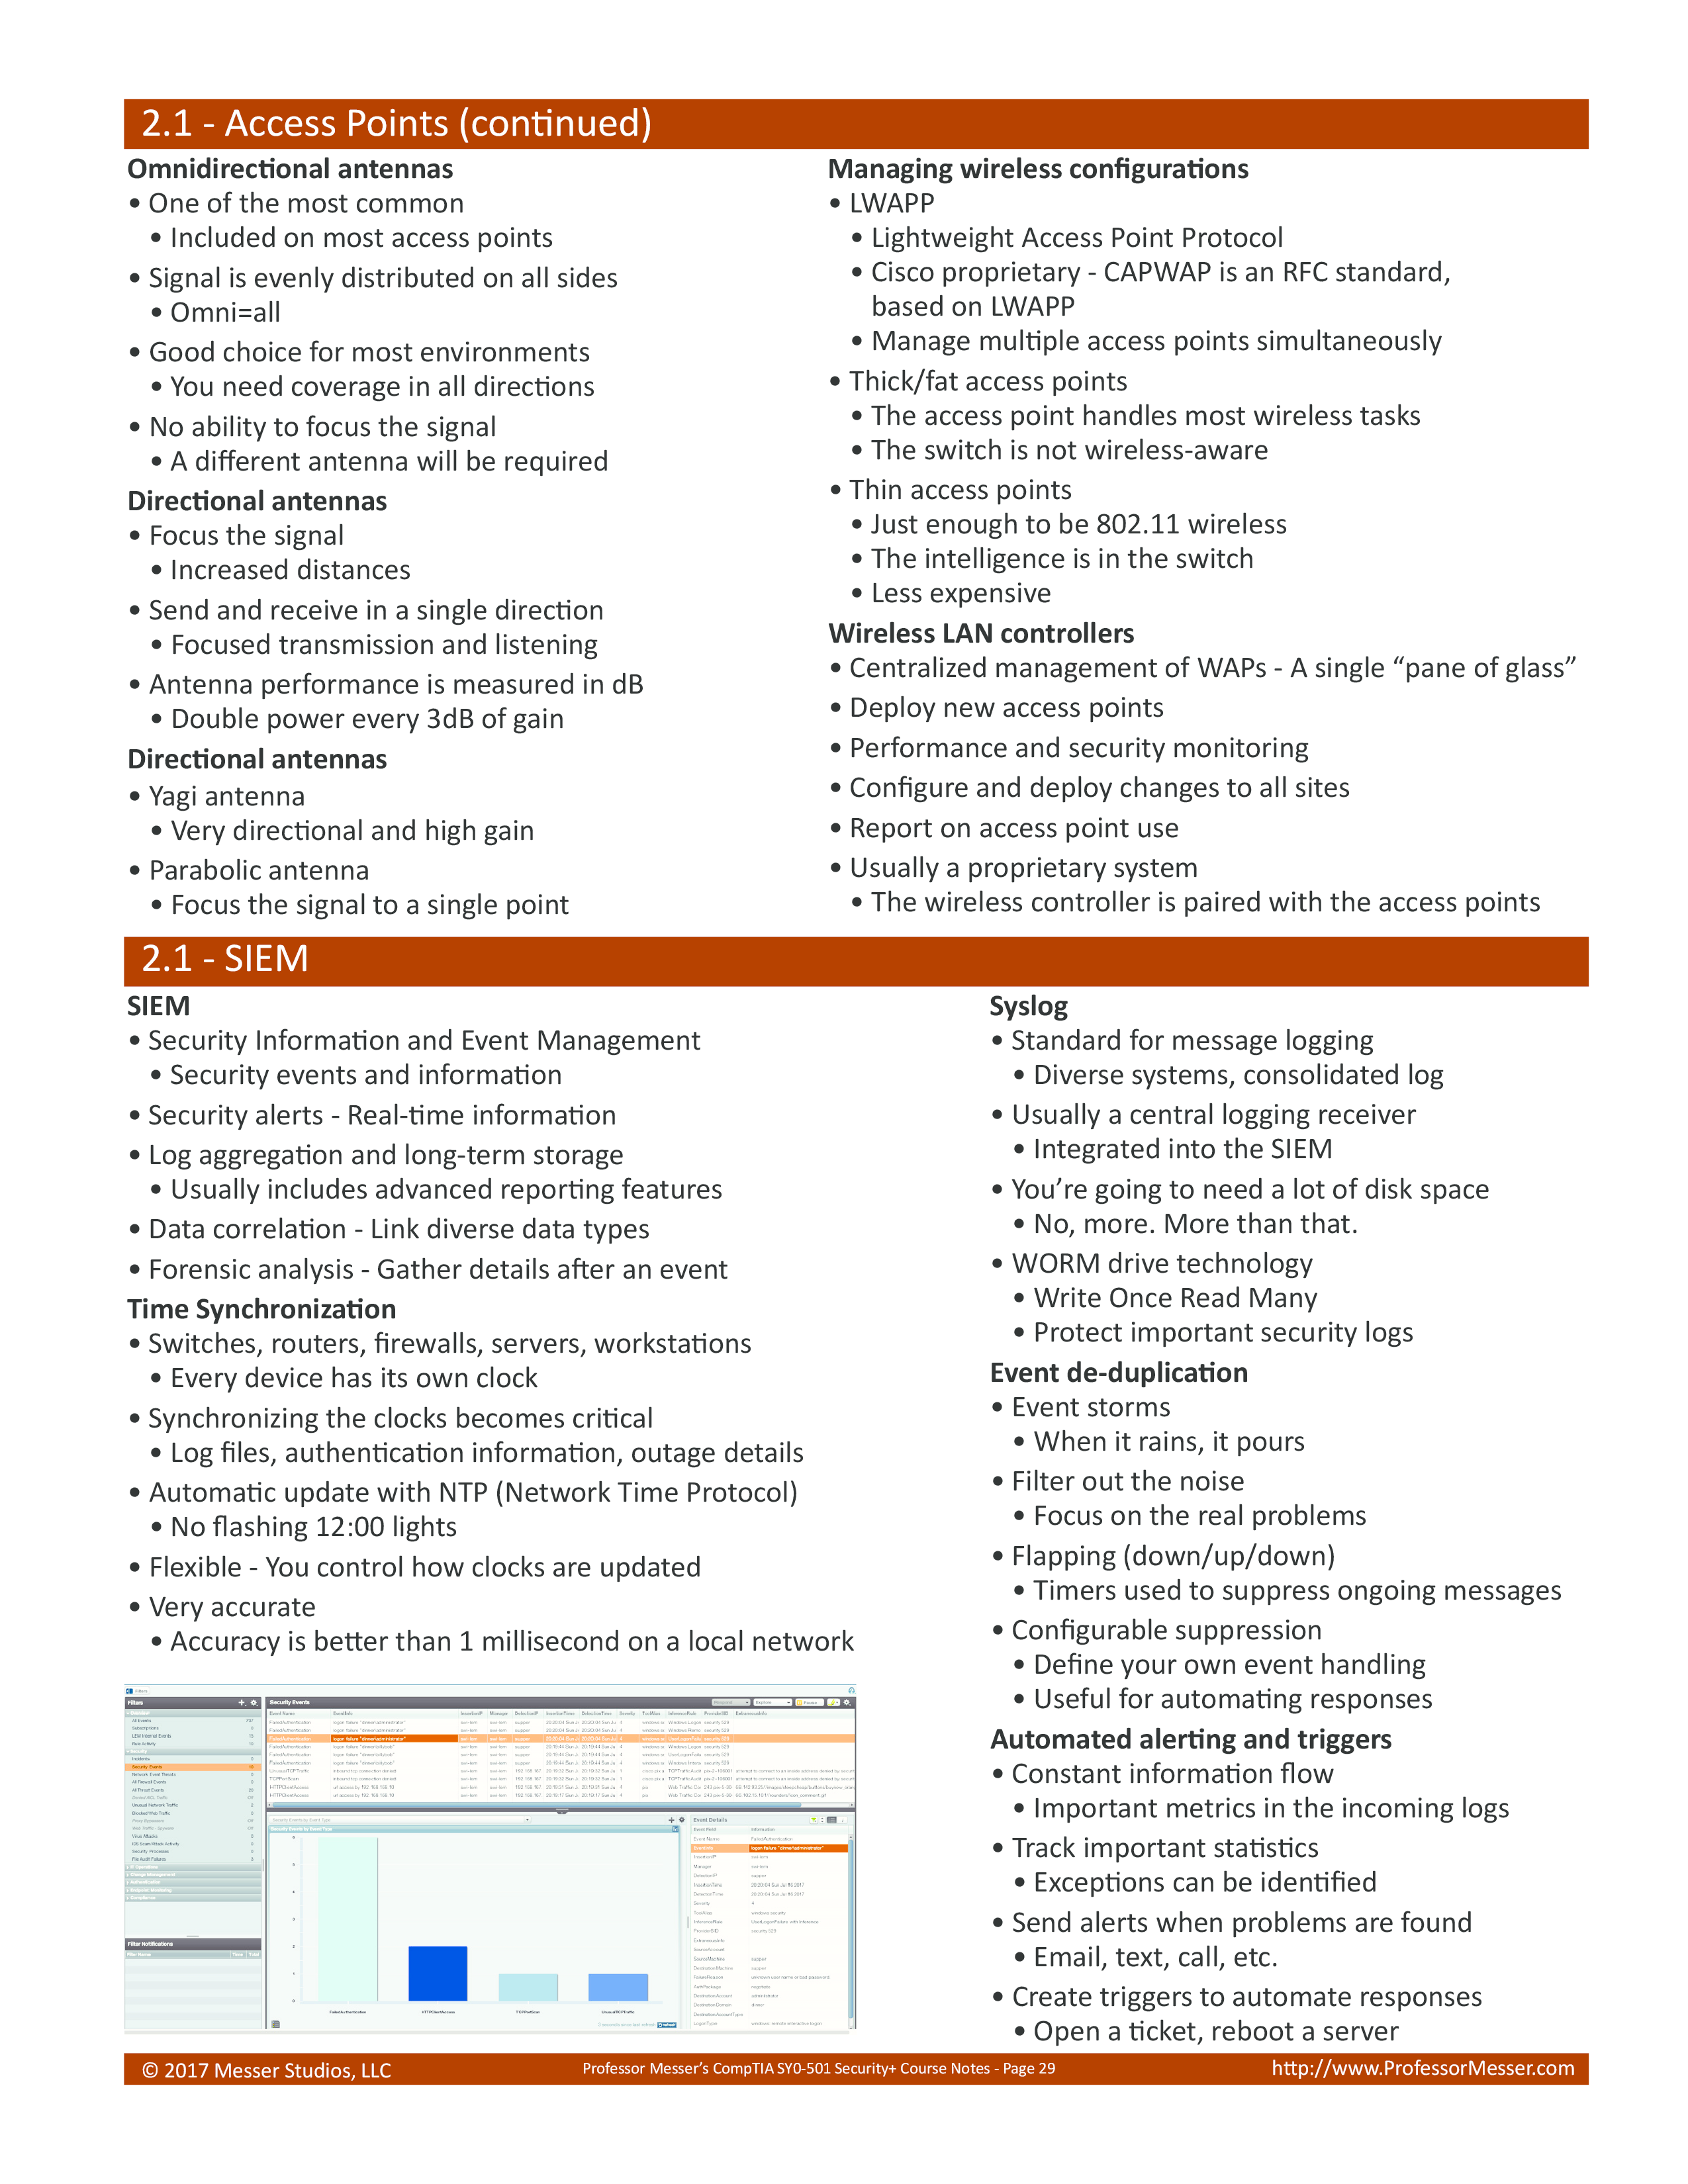 2.1 - Access Points (continued)
Omnidirectional antennas
• One of the most common
• Included on most access points
• Signal is evenly distributed on all sides
• Omni=all
• Good choice for most environments
• You need coverage in all directions
• No ability to focus the signal
• A different antenna will be required
Directional antennas
• Focus the signal
• Increased distances
• Send and receive in a single direction
• Focused transmission and listening
• Antenna performance is measured in dB
• Double power every 3dB of gain
Directional antennas
• Yagi antenna
• Very directional and high gain
• Parabolic antenna
• Focus the signal to a single point
Managing wireless configurations
• LWAPP
• Lightweight Access Point Protocol
• Cisco proprietary - CAPWAP is an RFC standard,
based on LWAPP
• Manage multiple access points simultaneously
• Thick/fat access points
• The access point handles most wireless tasks
• The switch is not wireless-aware
• Thin access points
• Just enough to be 802.11 wireless
• The intelligence is in the switch
• Less expensive
Wireless LAN controllers
• Centralized management of WAPs - A single “pane of glass”
• Deploy new access points
• Performance and security monitoring
• Configure and deploy changes to all sites
• Report on access point use
• Usually a proprietary system
• The wireless controller is paired with the access points
2.1 - SIEM
SIEM
• Security Information and Event Management
• Security events and information
• Security alerts - Real-time information
• Log aggregation and long-term storage
• Usually includes advanced reporting features
• Data correlation - Link diverse data types
• Forensic analysis - Gather details after an event
Time Synchronization
• Switches, routers, firewalls, servers, workstations
• Every device has its own clock
• Synchronizing the clocks becomes critical
• Log files, authentication information, outage details
• Automatic update with NTP (Network Time Protocol)
• No flashing 12:00 lights
• Flexible - You control how clocks are updated
• Very accurate
• Accuracy is better than 1 millisecond on a local network
Filters
Security Events
Event Details
Filter Notifications
FailedAuthentication
HTTPClientAccess
TCPPortScan
UnusualTCPTraffic
Syslog
• Standard for message logging
• Diverse systems, consolidated log
• Usually a central logging receiver
• Integrated into the SIEM
• You’re going to need a lot of disk space
• No, more. More than that.
• WORM drive technology
• Write Once Read Many
• Protect important security logs
Event de-duplication
• Event storms
• When it rains, it pours
• Filter out the noise
• Focus on the real problems
• Flapping (down/up/down)
• Timers used to suppress ongoing messages
• Configurable suppression
• Define your own event handling
• Useful for automating responses
Automated alerting and triggers
• Constant information flow
• Important metrics in the incoming logs
• Track important statistics
• Exceptions can be identified
• Send alerts when problems are found
• Email, text, call, etc.
• Create triggers to automate responses
• Open a ticket, reboot a server
© 2017 Messer Studios, LLC
Professor Messer’s CompTIA SY0-501 Security+ Course Notes - Page 29
http://www.ProfessorMesser.com